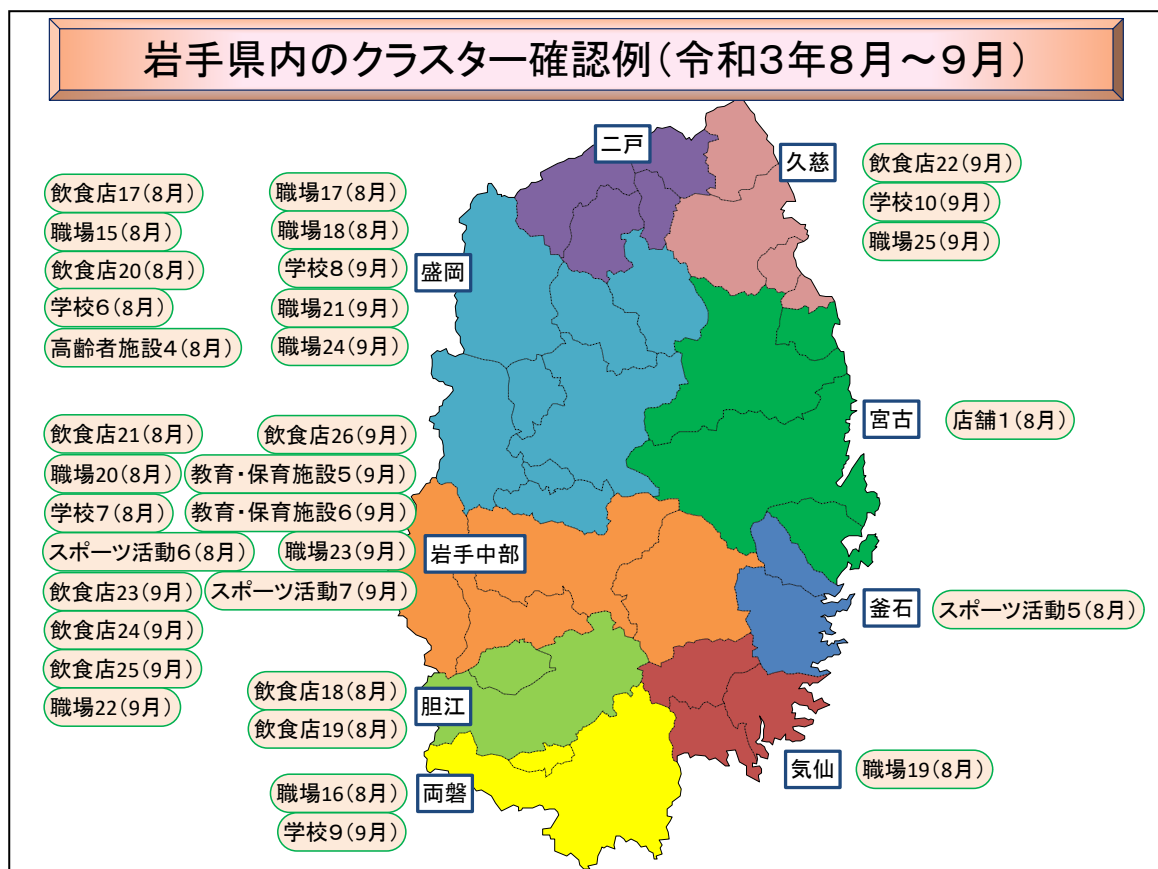 岩手県内のクラスター確認例(令和3年8月～9月)
二戸
久慈
飲食店22(9月)
学校10(9月)
職場25(9月)
盛岡
飲食店17(8月)
職場15(8月)
飲食店20(8月)
学校6(8月)
高齢者施設4(8月)
職場17(8月)
職場18(8月)
学校8(9月)
職場21(9月)
職場24(9月)
宮古
店舗1(8月)
岩手中部
飲食店21(8月)
職場20(8月)
学校7(8月)
スポーツ活動6(8月)
飲食店23(9月)
飲食店24(9月)
飲食店25(9月)
職場22(9月)
飲食店26(9月)
教育・保育施設5(9月)
教育・保育施設6(9月)
職場23(9月)
スポーツ活動7(9月)
釜石
スポーツ活動5(8月)
胆江
飲食店18(8月)
飲食店19(8月)
気仙
職場19(8月)
両磐
職場16(8月)
学校9(9月)